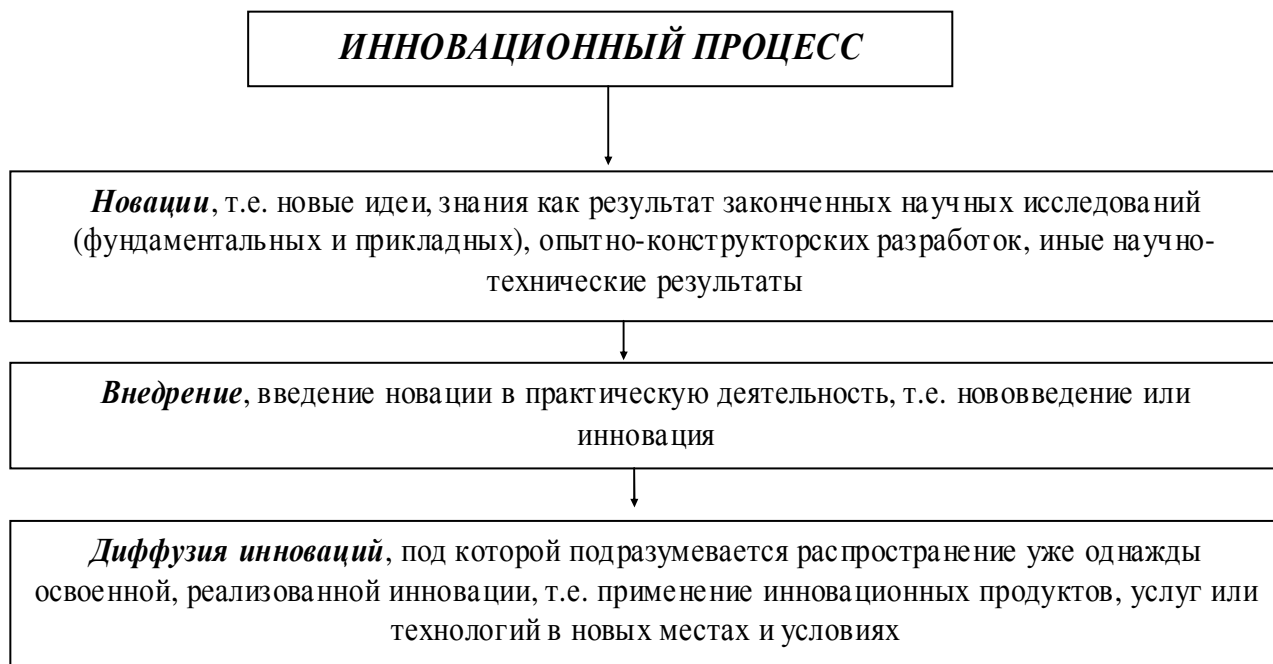 ИННОВАЦИОННЫЙ ПРОЦЕСС
Новации, т.е. новые идеи, знания как результат законченных научных исследований
(фундаментальных и прикладных), опытно-конструкторских разработок, иные научно-
технические результаты
Внедрение, введение новации в практическую деятельность, т.е. нововведение или
инновация
Диффузия инноваций, под которой подразумевается распространение уже однажды
освоенной, реализованной инновации, т.е. применение инновационных продуктов, услуг или
технологий в новых местах и условиях